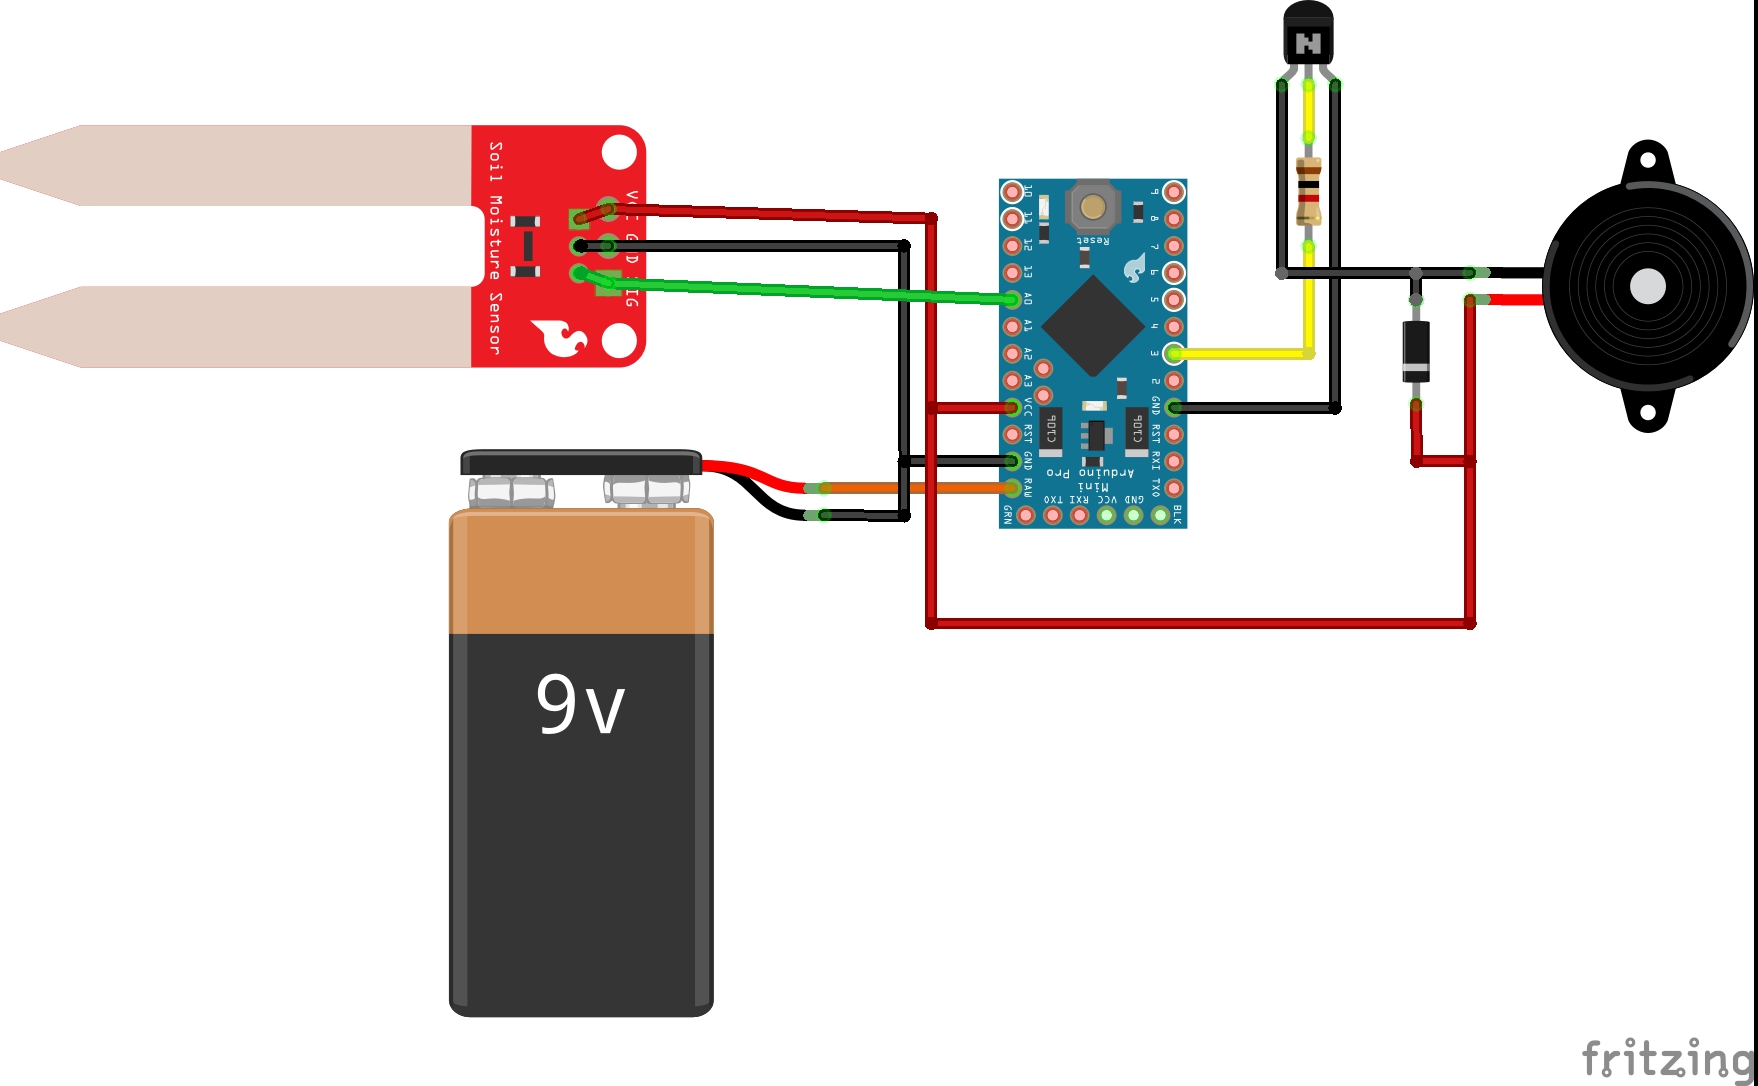 N
Soil Moisture Sensor
VCC
GND
SIG
10
11
12
13
A0
A1
A2
A3
VCC
RST
GND
RAW
Reset
9
8
7
6
5
4
3
2
GND
RST
RXI
TXO
C106
C106
Arduino Pro
Mini
TXO RXI VCC GND
GRN
BLK
9v
fritzing